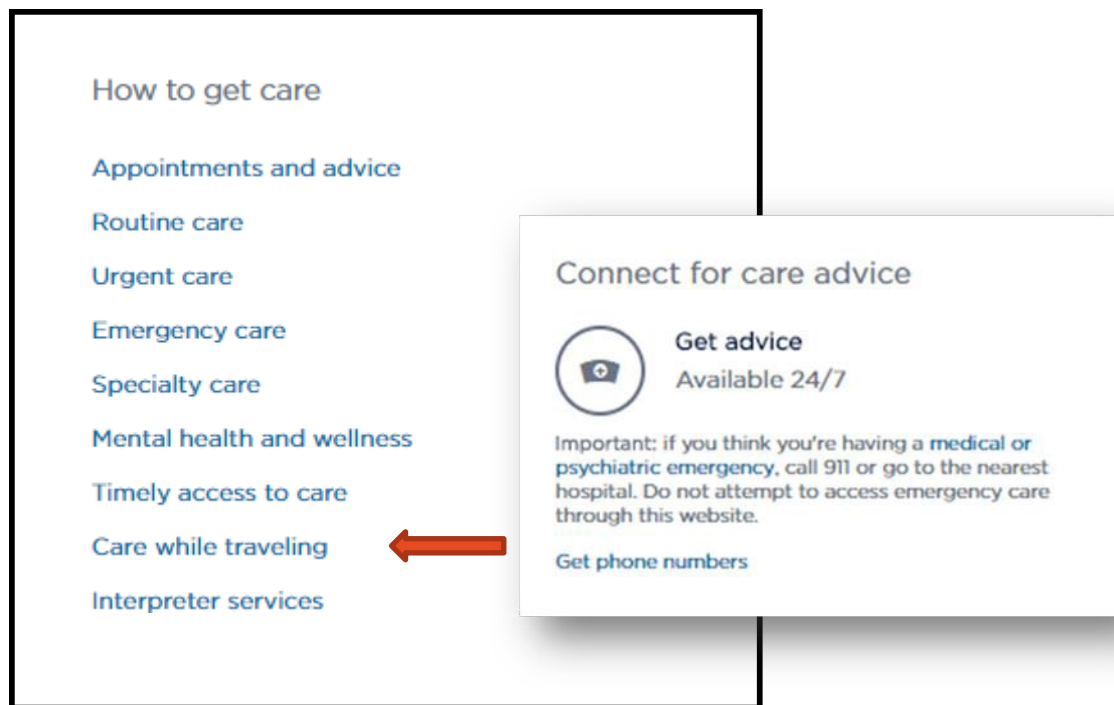 How to get care
Appointments and advice
Routine care
Urgent care
Emergency care
Specialty care
Mental health and wellness
Timely access to care
Care while traveling
Interpreter services
Connect for care advice
Get advice
Available 24/7
Important: if you think you're having a medical or
psychiatric emergency, call 911 or go to the nearest
hospital. Do not attempt to access emergency care
through this website.
Get phone numbers